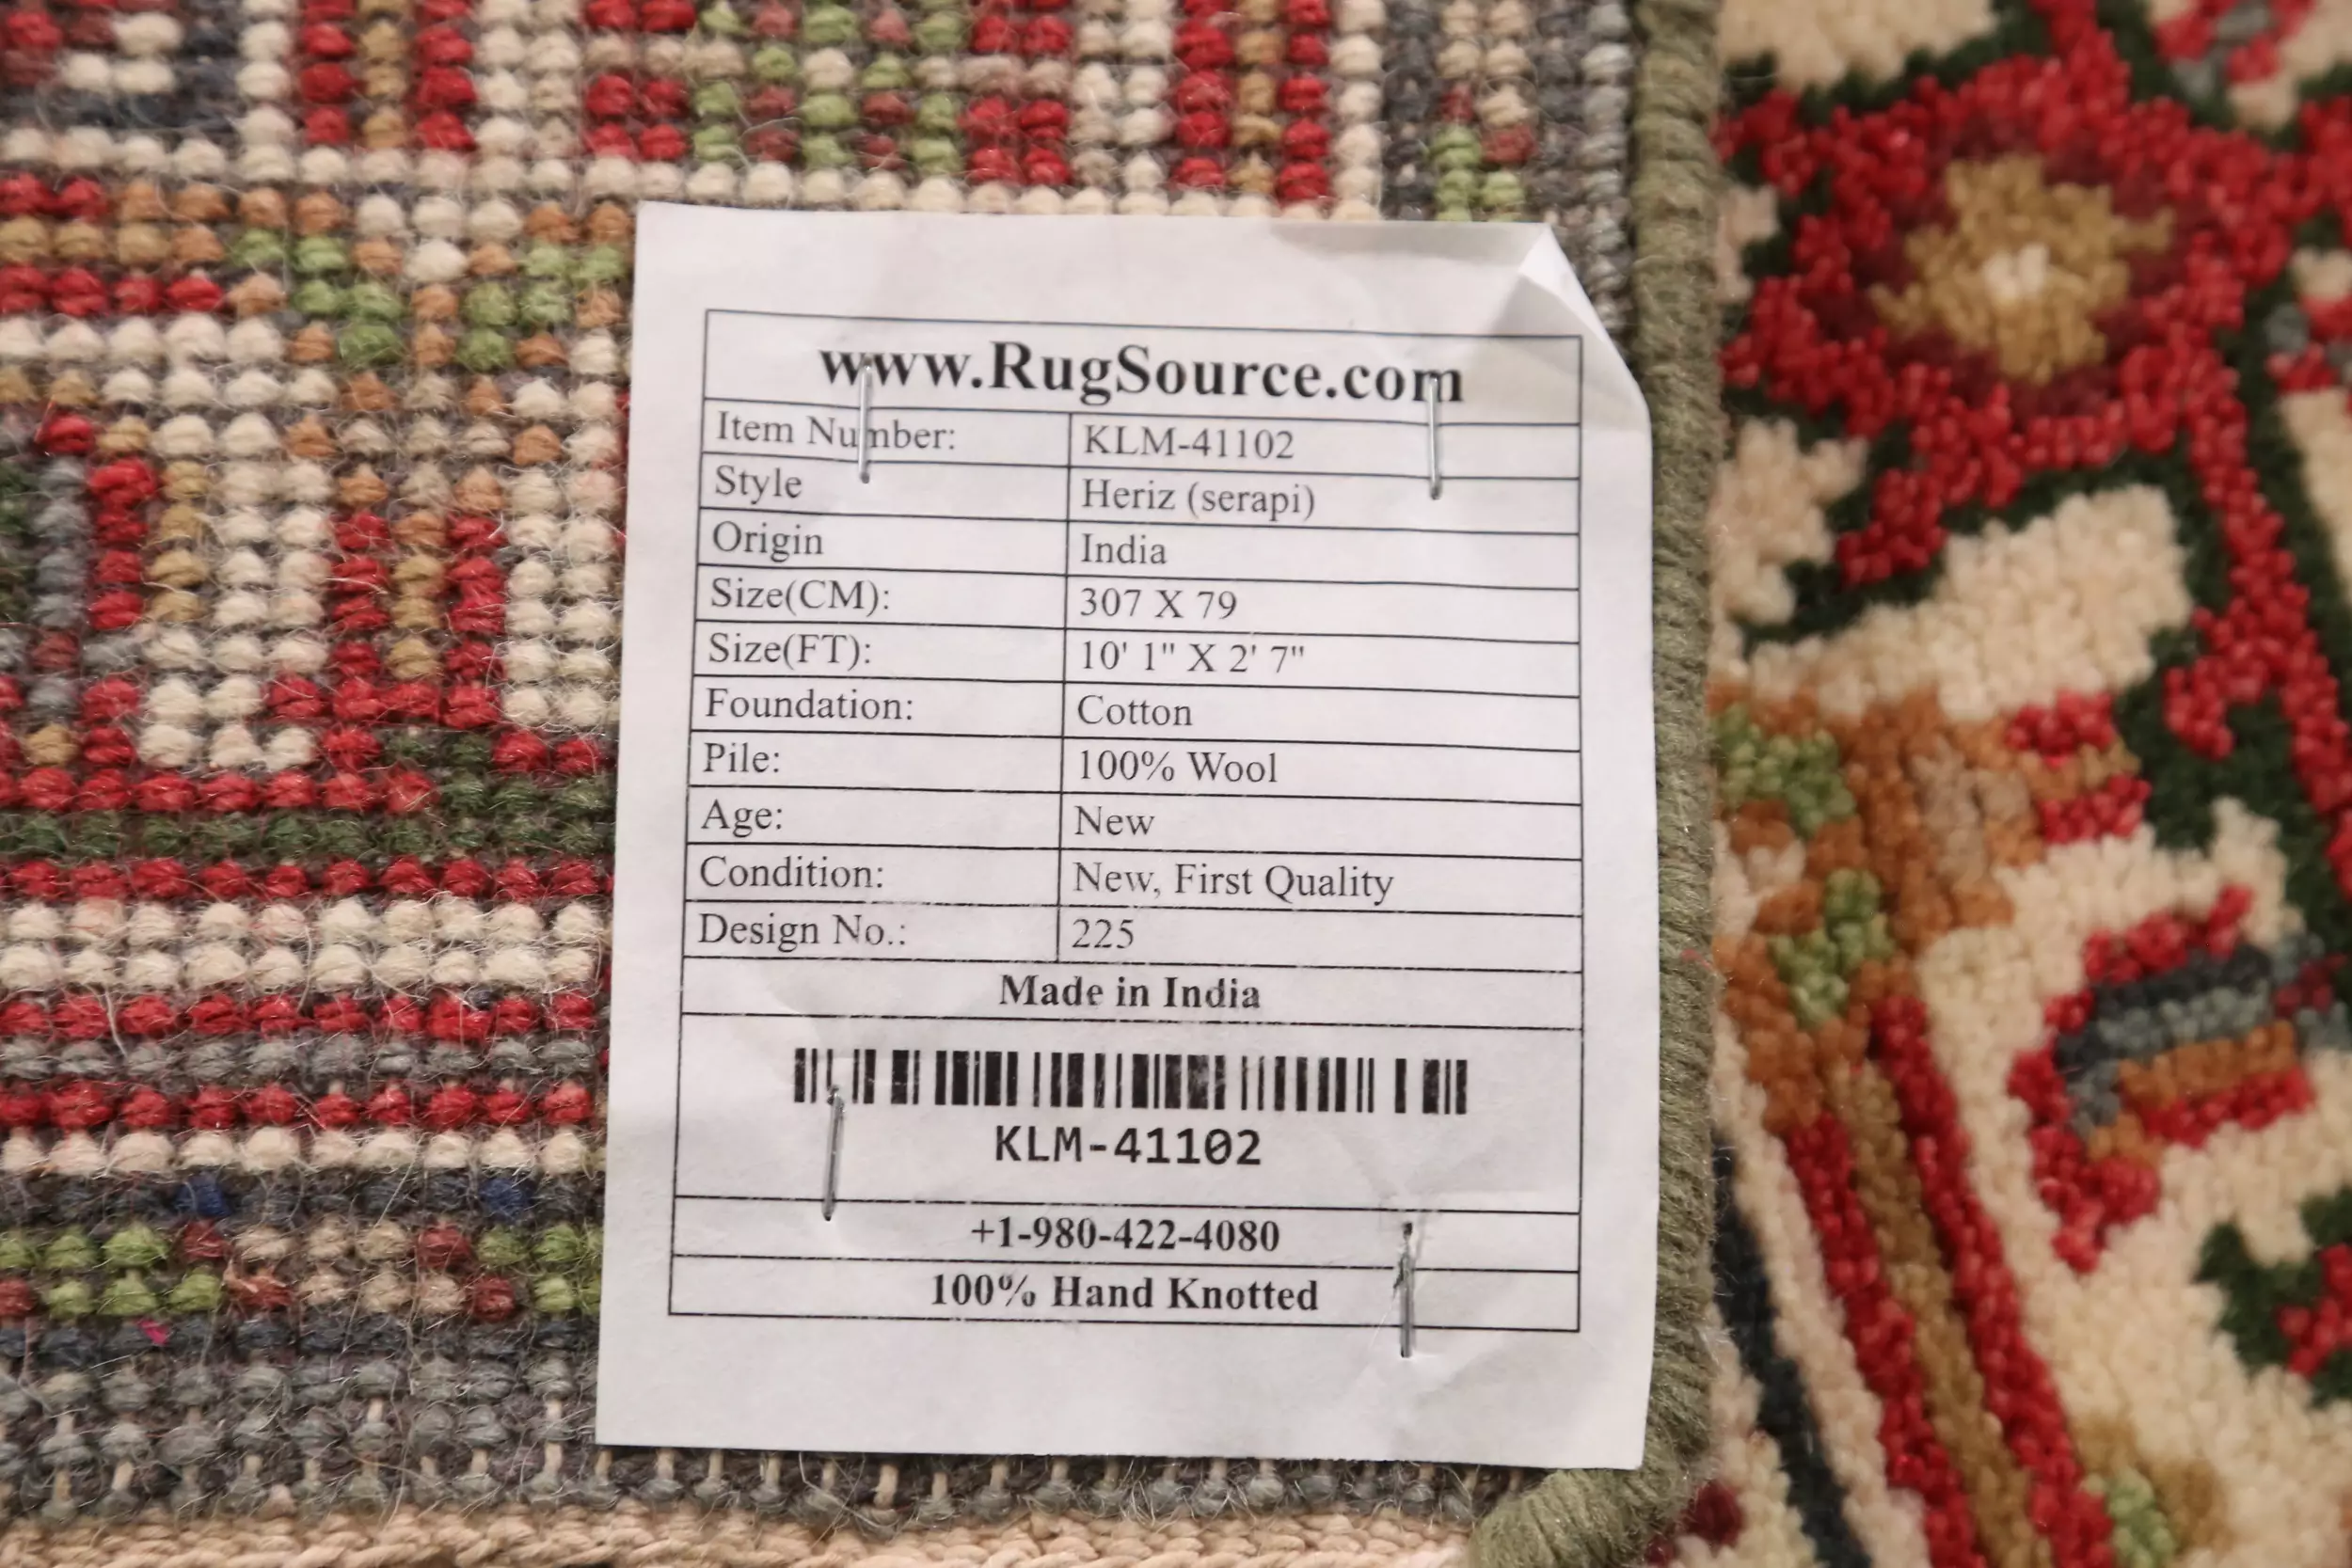 www.RugSource.com
Item Number: KLM-41102
Style Heriz (serapi)
Origin India
Size(CM): 307 X 79
Size(FT): 10' 1" X 2' 7"
Foundation: Cotton
Pile: 100% Wool
Age: New
Condition: New, First Quality
Design No.: 225
Made in India
KLM-41102
+1-980-422-4080
100% Hand Knotted